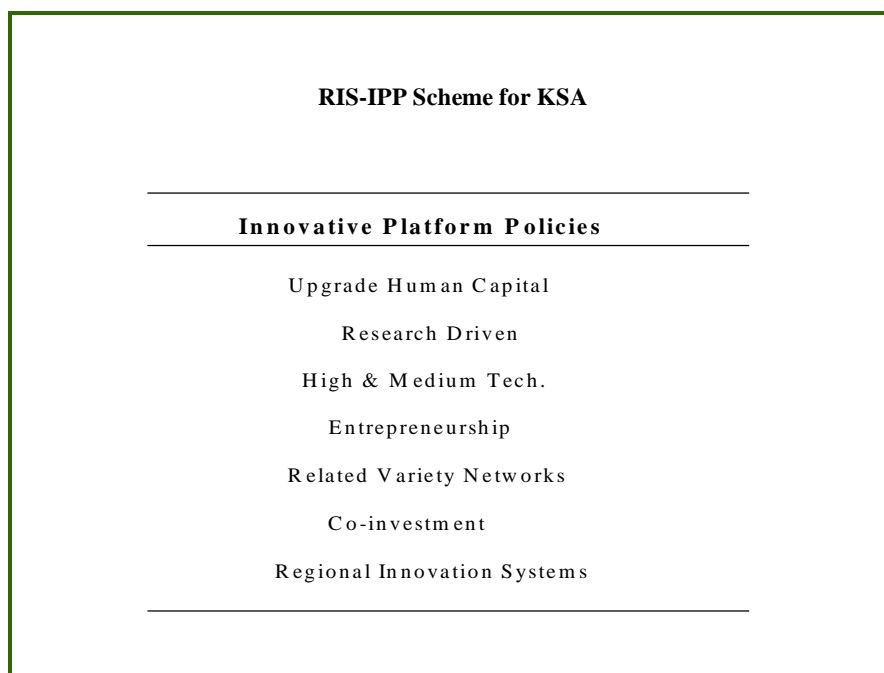 RIS-IPP Scheme for KSA
Innovative Platform Policies
Upgrade Human Capital
Research Driven
High & Medium Tech.
Entrepreneurship
Related Variety Networks
Co-investment
Regional Innovation Systems